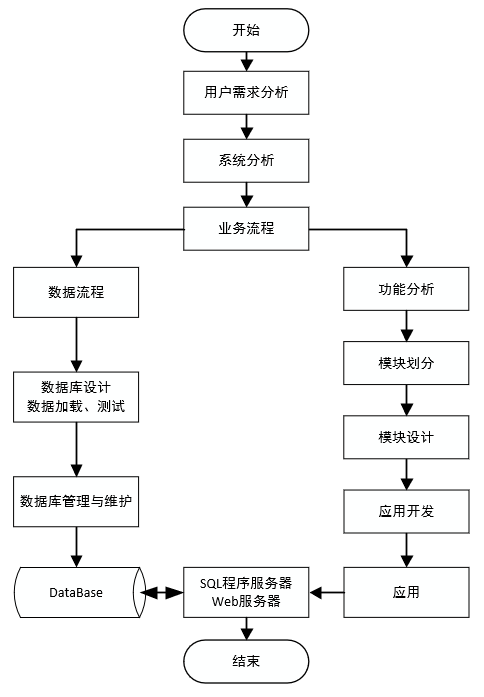 开始
用户需求分析
系统分析
业务流程
数据流程
功能分析
模块划分
数据库设计
数据加载、测试
模块设计
数据库管理与维护
应用开发
DataBase
SQL程序服务器
Web服务器
应用
结束